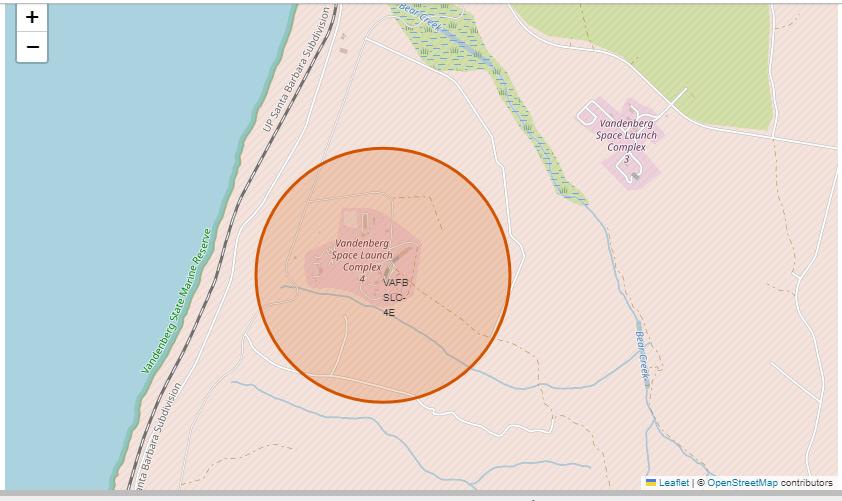 +
−
Bear Creek
UP Santa Barbara Subdivision
Vandenberg
Space Launch
Complex
3
Vandenberg State Marine Reserve
Vandenberg
Space Launch
Complex
4
VAFB
SLC-
4E
Bear Creek
anta Barbara Subdivision
Leaflet | © OpenStreetMap contributors